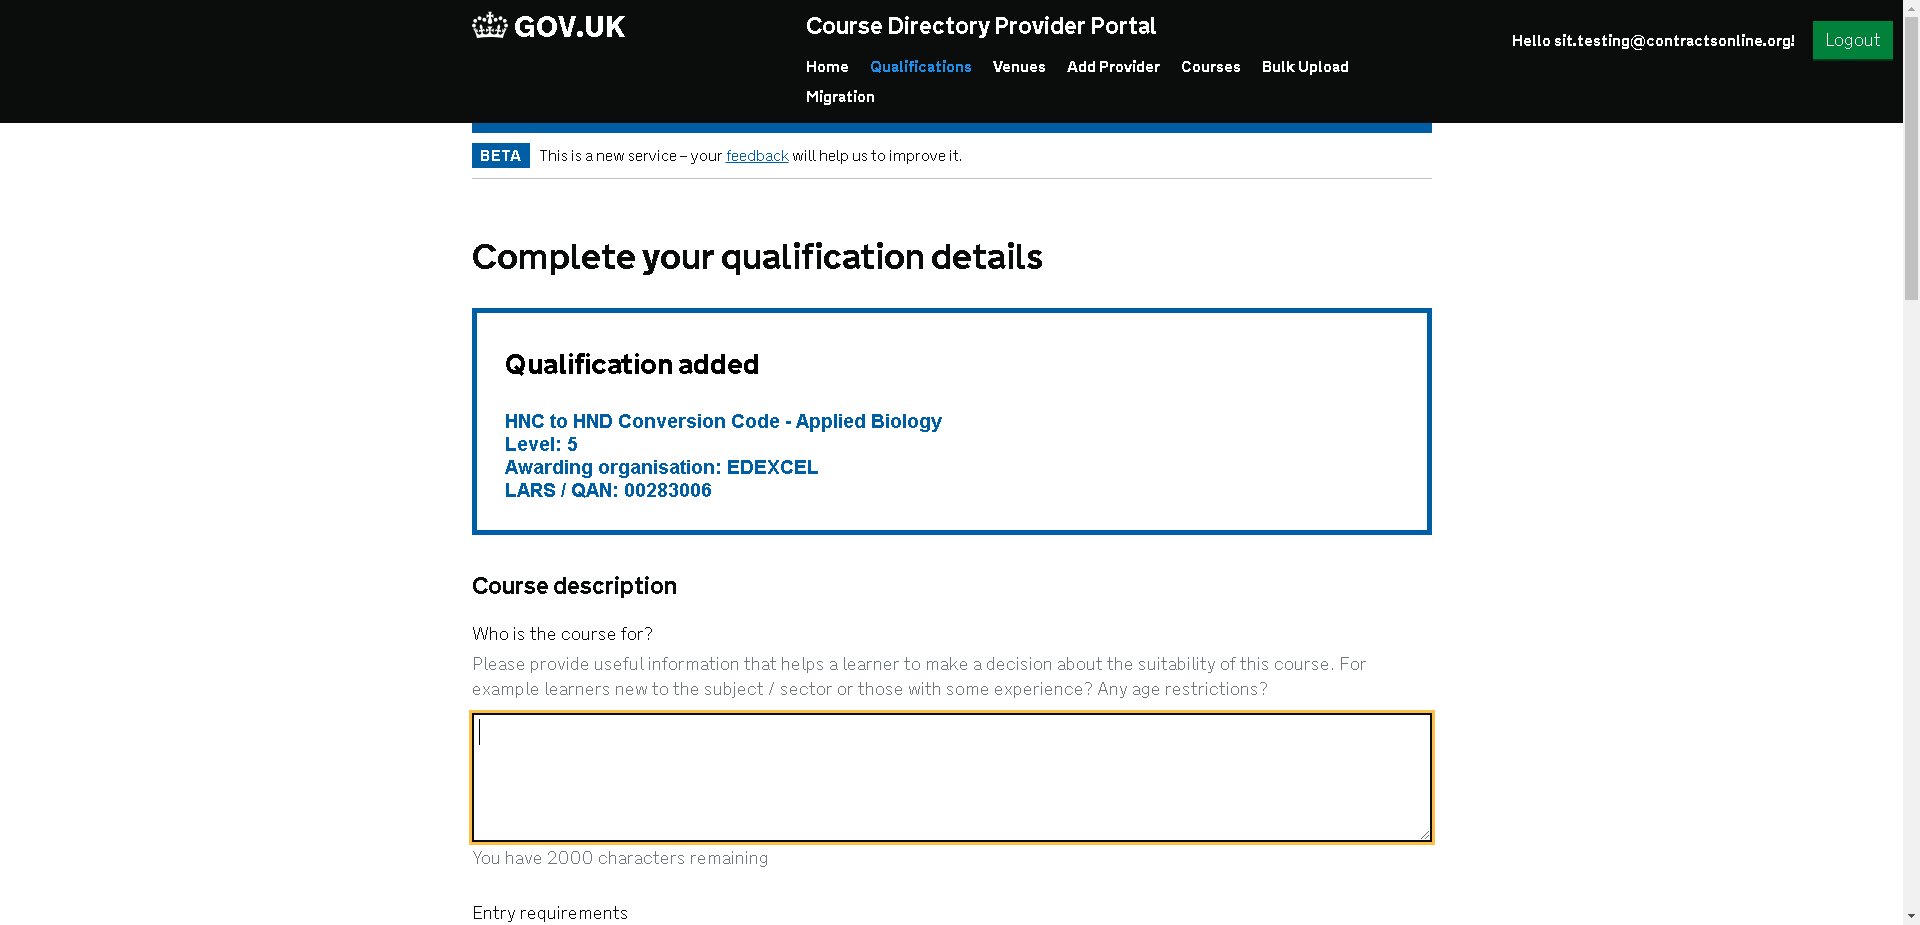 GOV.UK
Course Directory Provider Portal
Hello sit.testing@contractsonline.org!
Logout
Home Qualifications Venues Add Provider Courses Bulk Upload
Migration
BETA This is a new service – your feedback will help us to improve it.
Complete your qualification details
Qualification added
HNC to HND Conversion Code - Applied Biology
Level: 5
Awarding organisation: EDEXCEL
LARS / QAN: 00283006
Course description
Who is the course for?
Please provide useful information that helps a learner to make a decision about the suitability of this course. For
example learners new to the subject / sector or those with some experience? Any age restrictions?
You have 2000 characters remaining
Entry requirements